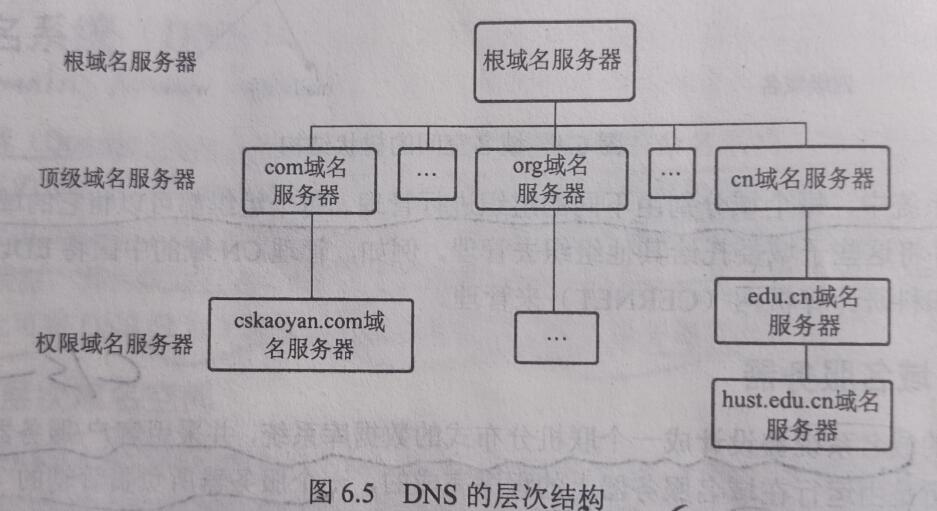 根域名服务器
根域名服务器
顶级域名服务器
com域名
服务器
...
org域名
服务器
...
cn域名服务器
权限域名服务器
cskaoyan.com域
名服务器
...
edu.cn域名
服务器
hust.edu.cn域名
服务器
图 6.5 DNS 的层次结构